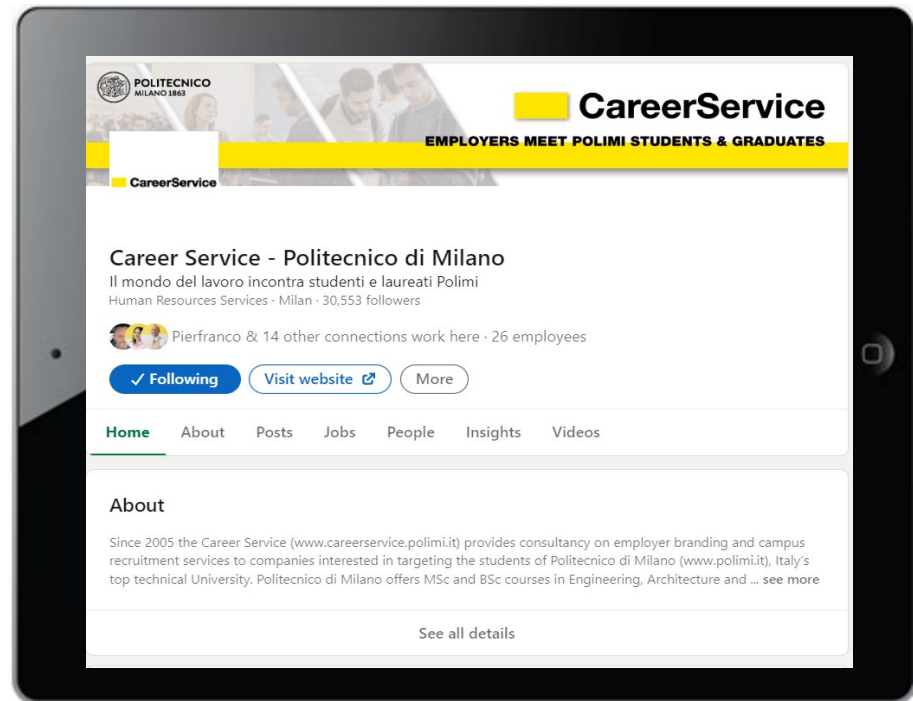 POLITECNICO
MILANO 1863
CareerService
EMPLOYERS MEET POLIMI STUDENTS & GRADUATES
CareerService
Career Service - Politecnico di Milano
Il mondo del lavoro incontra studenti e laureati Polimi
Human Resources Services · Milan · 30,553 followers
Pierfranco & 14 other connections work here · 26 employees
✓ Following Visit website More
Home About Posts Jobs People Insights Videos
About
Since 2005 the Career Service (www.careerservice.polimi.it) provides consultancy on employer branding and campus
recruitment services to companies interested in targeting the students of Politecnico di Milano (www.polimi.it), Italy's
top technical University. Politecnico di Milano offers MSc and BSc courses in Engineering, Architecture and ... see more
See all details